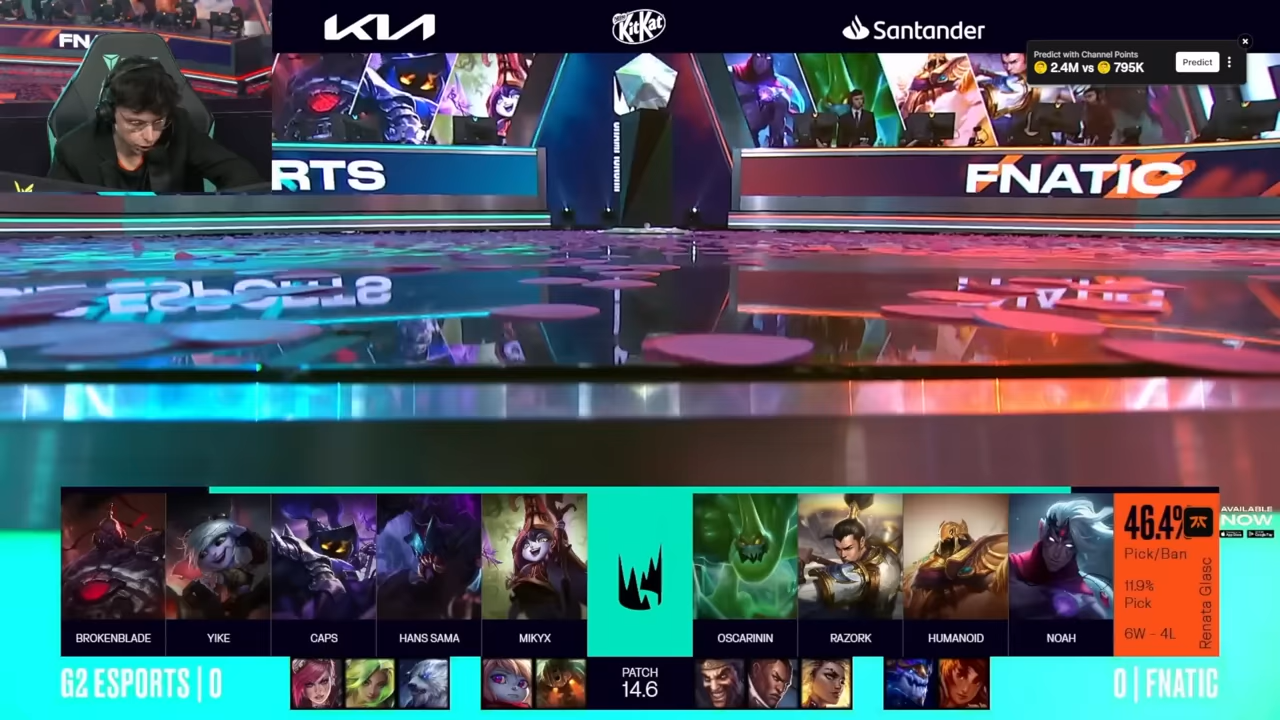 KIA
Nestlé
KitKat
Santander
FN
Predict with Channel Points
2.4M vs 795K
Predict
RTS
FNATIC
ESPORTS
46.4%
Pick/Ban
11.9%
Pick
6W - 4L
Renata Glasc
AVAILABLE
NOW
BROKENBLADE
YIKE
CAPS
HANS SAMA
MIKYX
OSCARININ
RAZORK
HUMANOID
NOAH
G2 ESPORTS | 0
PATCH
14.6
0 | FNATIC